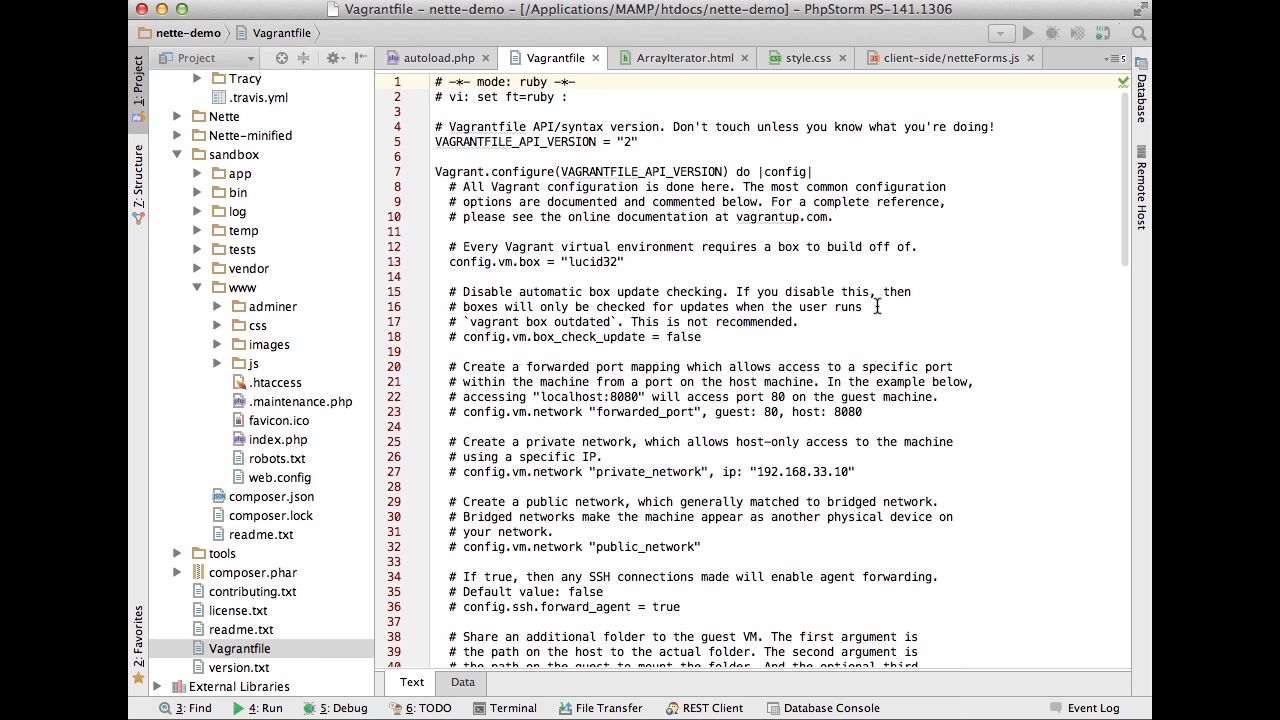 Vagrantfile – nette-demo – [/Applications/MAMP/htdocs/nette-demo] – PhpStorm PS-141.1306
nette-demo
Vagrantfile
Project
autoload.php
Vagrantfile
ArrayIterator.html
style.css
client-side/netteForms.js
5
1: Project
Z: Structure
2: Favorites
Database
Remote Host
Tracy
.travis.yml
Nette
Nette-minified
sandbox
app
bin
log
temp
tests
vendor
www
adminer
css
images
js
.htaccess
.maintenance.php
favicon.ico
index.php
robots.txt
web.config
composer.json
composer.lock
readme.txt
tools
composer.phar
contributing.txt
license.txt
readme.txt
Vagrantfile
version.txt
External Libraries
1 # -*- mode: ruby -*-
2 # vi: set ft=ruby :
3
4 # Vagrantfile API/syntax version. Don't touch unless you know what you're doing!
5 VAGRANTFILE_API_VERSION = "2"
6
7 Vagrant.configure(VAGRANTFILE_API_VERSION) do |config|
8 # All Vagrant configuration is done here. The most common configuration
9 # options are documented and commented below. For a complete reference,
10 # please see the online documentation at vagrantup.com.
11
12 # Every Vagrant virtual environment requires a box to build off of.
13 config.vm.box = "lucid32"
14
15 # Disable automatic box update checking. If you disable this, then
16 # boxes will only be checked for updates when the user runs
17 # `vagrant box outdated`. This is not recommended.
18 # config.vm.box_check_update = false
19
20 # Create a forwarded port mapping which allows access to a specific port
21 # within the machine from a port on the host machine. In the example below,
22 # accessing "localhost:8080" will access port 80 on the guest machine.
23 # config.vm.network "forwarded_port", guest: 80, host: 8080
24
25 # Create a private network, which allows host-only access to the machine
26 # using a specific IP.
27 # config.vm.network "private_network", ip: "192.168.33.10"
28
29 # Create a public network, which generally matched to bridged network.
30 # Bridged networks make the machine appear as another physical device on
31 # your network.
32 # config.vm.network "public_network"
33
34 # If true, then any SSH connections made will enable agent forwarding.
35 # Default value: false
36 # config.ssh.forward_agent = true
37
38 # Share an additional folder to the guest VM. The first argument is
39 # the path on the host to the actual folder. The second argument is
40 # the path on the guest to mount the folder. And the optional third
Text
Data
3: Find
4: Run
5: Debug
6: TODO
Terminal
File Transfer
REST Client
Database Console
Event Log